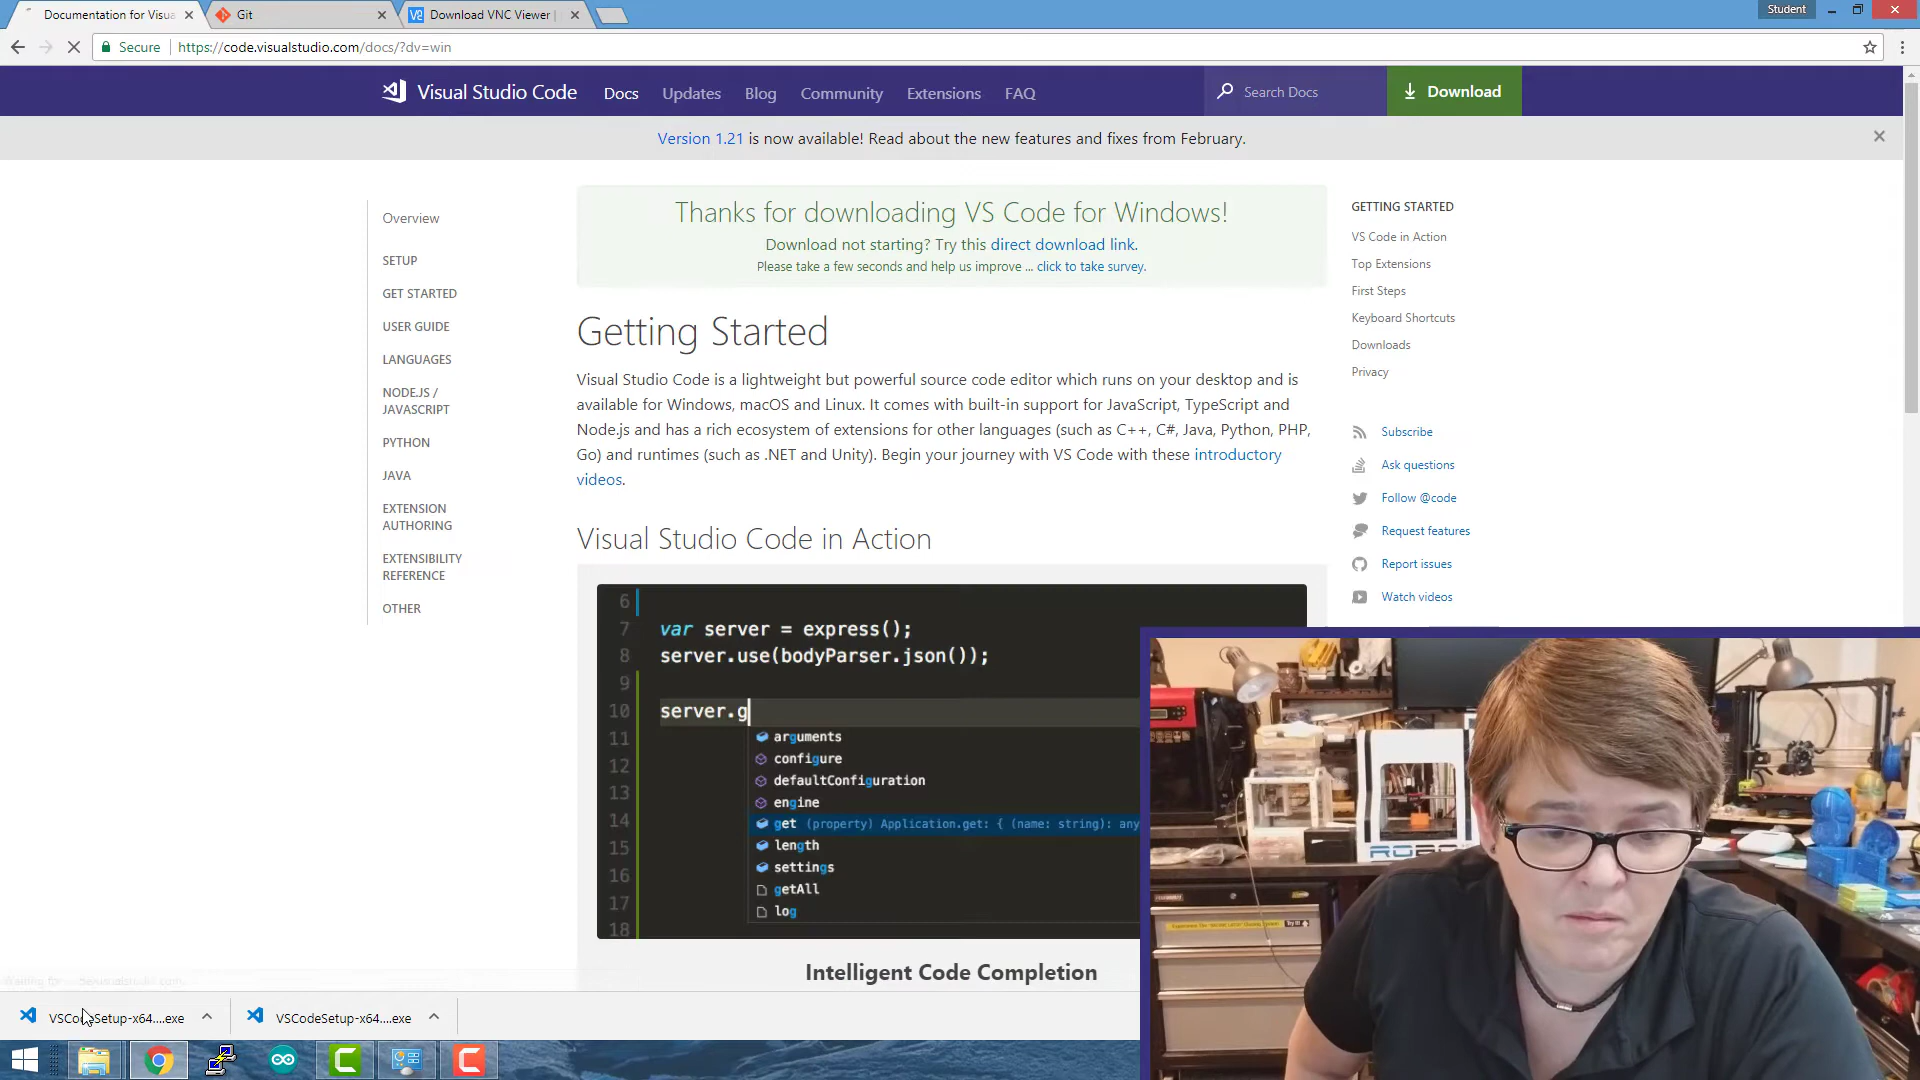 Documentation for Visua
Git
Download VNC Viewer |
Student
Secure
https://code.visualstudio.com/docs/?dv=win
Visual Studio Code
Docs
Updates
Blog
Community
Extensions
FAQ
Search Docs
Download
Version 1.21 is now available! Read about the new features and fixes from February.
Overview
SETUP
GET STARTED
USER GUIDE
LANGUAGES
NODE.JS /
JAVASCRIPT
PYTHON
JAVA
EXTENSION
AUTHORING
EXTENSIBILITY
REFERENCE
OTHER
Thanks for downloading VS Code for Windows!
Download not starting? Try this direct download link.
Please take a few seconds and help us improve ... click to take survey.
Getting Started
Visual Studio Code is a lightweight but powerful source code editor which runs on your desktop and is
available for Windows, macOS and Linux. It comes with built-in support for JavaScript, TypeScript and
Node.js and has a rich ecosystem of extensions for other languages (such as C++, C#, Java, Python, PHP,
Go) and runtimes (such as .NET and Unity). Begin your journey with VS Code with these introductory
videos.
Visual Studio Code in Action
6
7 var server = express();
8 server.use(bodyParser.json());
9
10 server.g
11 arguments
configure
12 defaultConfiguration
13 engine
14 get (property) Application.get: { (name: string): any
15 length
16 settings
17 getAll
18 log
Intelligent Code Completion
GETTING STARTED
VS Code in Action
Top Extensions
First Steps
Keyboard Shortcuts
Downloads
Privacy
Subscribe
Ask questions
Follow @code
Request features
Report issues
Watch videos
VSCodeSetup-x64....exe
VSCodeSetup-x64....exe